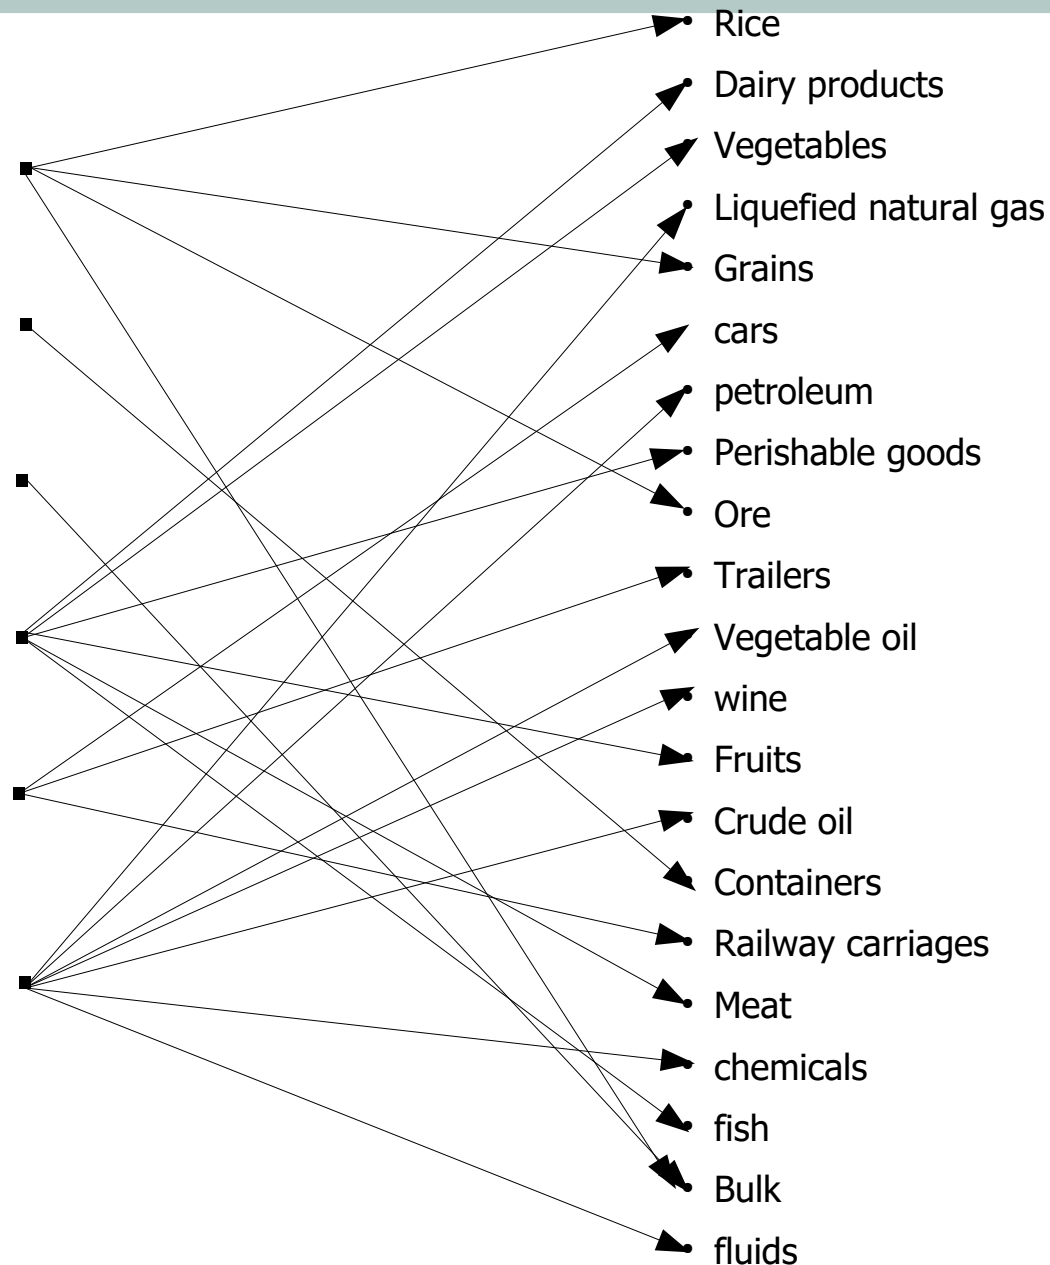 Rice
Dairy products
Vegetables
Liquefied natural gas
Grains
cars
petroleum
Perishable goods
Ore
Trailers
Vegetable oil
wine
Fruits
Crude oil
Containers
Railway carriages
Meat
chemicals
fish
Bulk
fluids